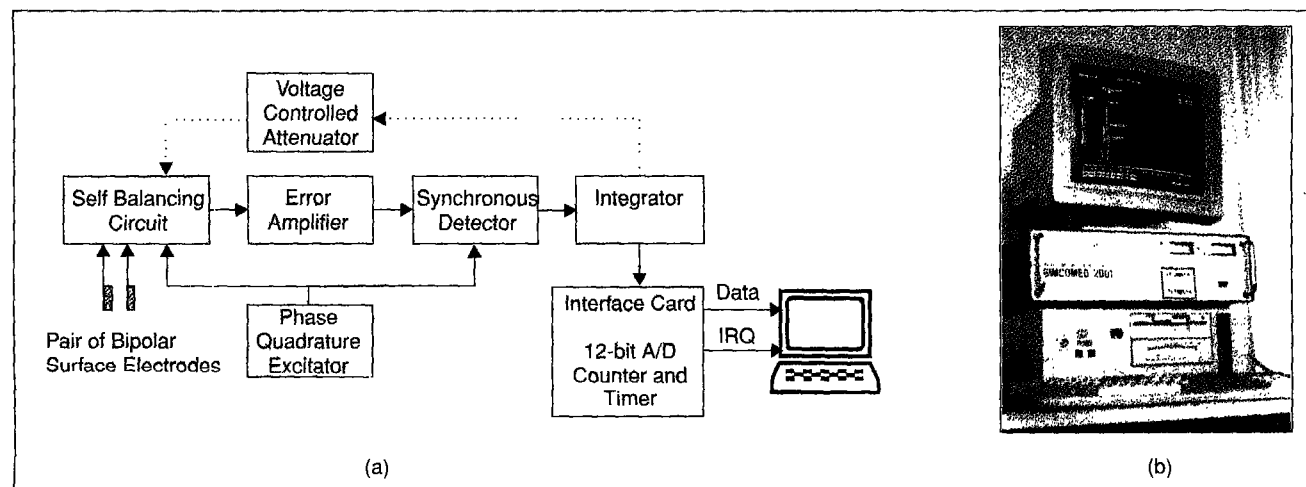 Voltage
Controlled
Attenuator
Self Balancing
Circuit
Error
Amplifier
Synchronous
Detector
Integrator
Pair of Bipolar
Surface Electrodes
Phase
Quadrature
Excitator
Interface Card
12-bit A/D
Counter and
Timer
Data
IRQ
(a)
(b)